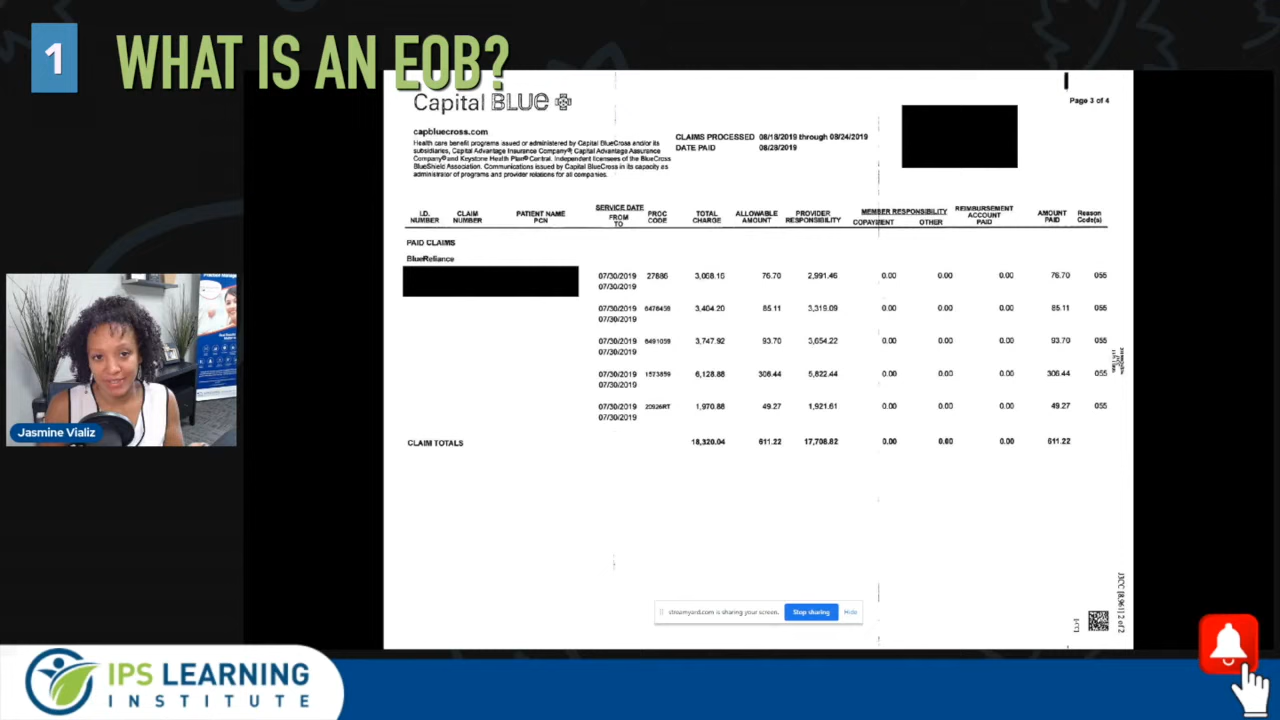 1
WHAT IS AN EOB?
Capital BLUE
Page 3 of 4
capbluecross.com
Health care benefit programs issued or administered by Capital BlueCross and/or its
subsidiaries, Capital Advantage Insurance Company®, Capital Advantage Assurance
Company® and Keystone Health Plan® Central. Independent licensees of the BlueCross
BlueShield Association. Communications issued by Capital BlueCross in its capacity as
administrator of programs and provider relations for all companies.
CLAIMS PROCESSED 08/18/2019 through 08/24/2019
DATE PAID 08/28/2019
I.D. NUMBER CLAIM NUMBER PATIENT NAME PCN SERVICE DATE FROM TO PROC CODE TOTAL CHARGE ALLOWABLE AMOUNT PROVIDER RESPONSIBILITY MEMBER RESPONSIBILITY COPAYMENT OTHER REIMBURSEMENT ACCOUNT PAID AMOUNT PAID Reason Code(s)
PAID CLAIMS
BlueReliance
07/30/2019 27886 3,068.16 76.70 2,991.46 0.00 0.00 0.00 76.70 055
07/30/2019
07/30/2019 6478459 3,404.20 85.11 3,319.09 0.00 0.00 0.00 85.11 055
07/30/2019
07/30/2019 6491059 3,747.92 93.70 3,654.22 0.00 0.00 0.00 93.70 055
07/30/2019
07/30/2019 1573859 6,128.88 306.44 5,822.44 0.00 0.00 0.00 306.44 055
07/30/2019
07/30/2019 20926RT 1,970.88 49.27 1,921.61 0.00 0.00 0.00 49.27 055
07/30/2019
CLAIM TOTALS 18,320.04 611.22 17,708.82 0.00 0.00 0.00 611.22
Jasmine Vializ
streamyard.com is sharing your screen. Stop sharing Hide
IPS LEARNING
INSTITUTE